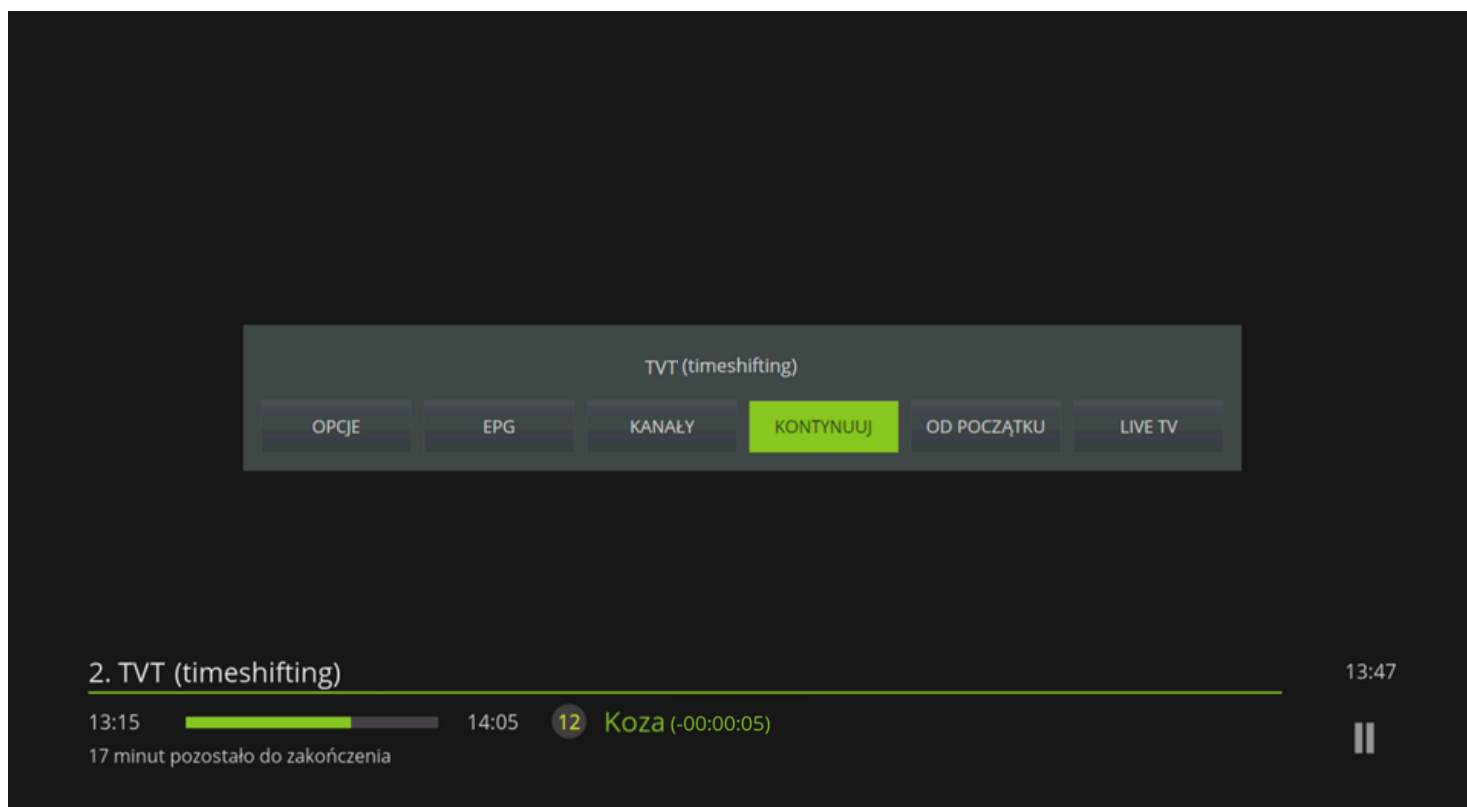 TVT (timeshifting)
OPCJE EPG KANAŁY KONTYNUUJ OD POCZĄTKU LIVE TV
2. TVT (timeshifting) 13:47
13:15 14:05 12 Koza (-00:00:05)
17 minut pozostało do zakończenia